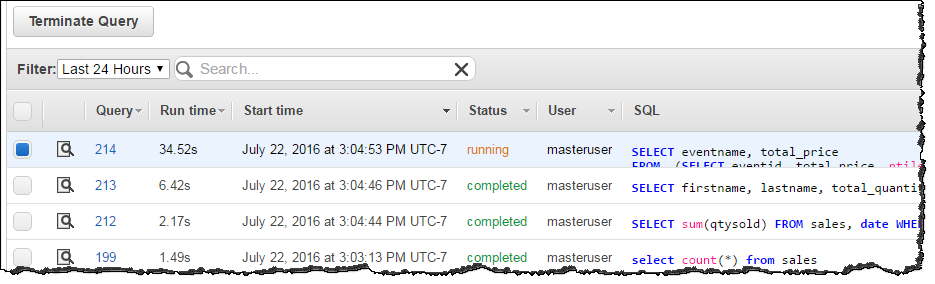 Terminate Query
Filter: Last 24 Hours Search...
Query Run time Start time Status User SQL
214 34.52s July 22, 2016 at 3:04:53 PM UTC-7 running masteruser SELECT eventname, total_price
FROM (SELECT eventid, total_price,
213 6.42s July 22, 2016 at 3:04:46 PM UTC-7 completed masteruser SELECT firstname, lastname, total_quanti
212 2.17s July 22, 2016 at 3:04:44 PM UTC-7 completed masteruser SELECT sum(qtysold) FROM sales, date WHE
199 1.49s July 22, 2016 at 3:03:13 PM UTC-7 completed masteruser select count(*) from sales